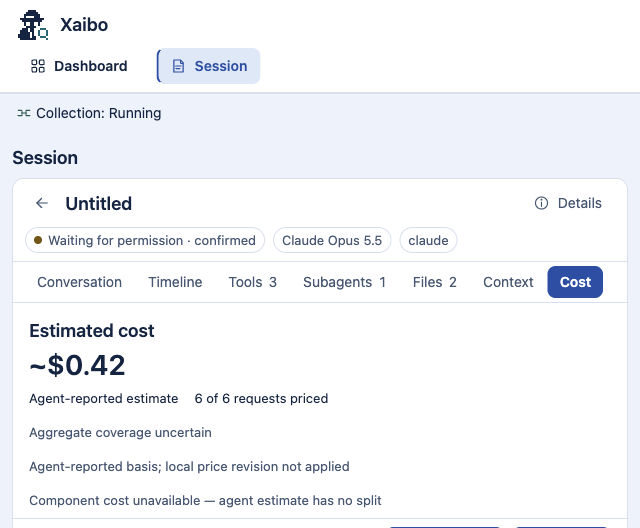 Xaibo
Dashboard Session
Collection: Running
Session
Untitled Details
Waiting for permission · confirmed Claude Opus 5.5 claude
Conversation Timeline Tools 3 Subagents 1 Files 2 Context Cost
Estimated cost
~$0.42
Agent-reported estimate 6 of 6 requests priced
Aggregate coverage uncertain
Agent-reported basis; local price revision not applied
Component cost unavailable — agent estimate has no split